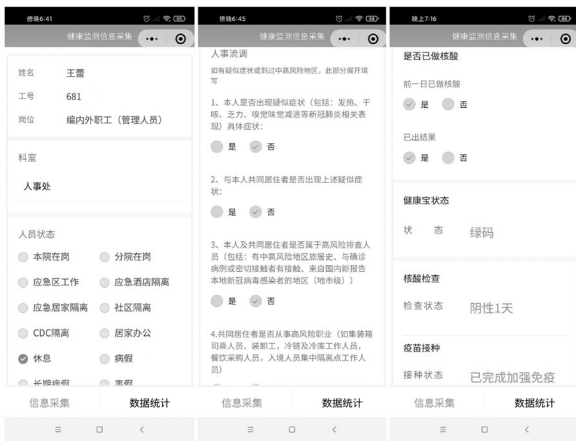 傍晚6:41
健康监测信息采集
姓名 王蕾
工号 681
岗位 编内外职工（管理人员）
科室
人事处
人员状态
本院在岗 分院在岗
应急区工作 应急酒店隔离
应急居家隔离 社区隔离
CDC隔离 居家办公
休息 病假
长期病假 事假
信息采集 数据统计
傍晚6:45
健康监测信息采集
人事流调
如有疑似症状或到过中高风险地区，此部分展开填
写
1、本人是否出现疑似症状（包括：发热、干
咳、乏力、嗅觉味觉减退等新冠肺炎相关表
现）具体症状：
是 否
2、与本人共同居住者是否出现上述疑似症
状：
是 否
3、本人及共同居住者是否属于高风险排查人
员（包括：有中高风险地区旅居史、与确诊
病例或密切接触者有接触、来自国内新报告
本地新冠病毒感染者的地区（地市级））
是 否
4.共同居住者是否从事高风险职业（如集装箱
司乘人员、装卸工，冷链及冷库工作人员，
餐饮采购人员，入境人员集中隔离点工作人
员）
信息采集 数据统计
晚上7:16
健康监测信息采集
是否已做核酸
前一日已做核酸
是 否
已出结果
是 否
健康宝状态
状 态 绿码
核酸检查
检查状态 阴性1天
疫苗接种
接种状态 已完成加强免疫
信息采集 数据统计